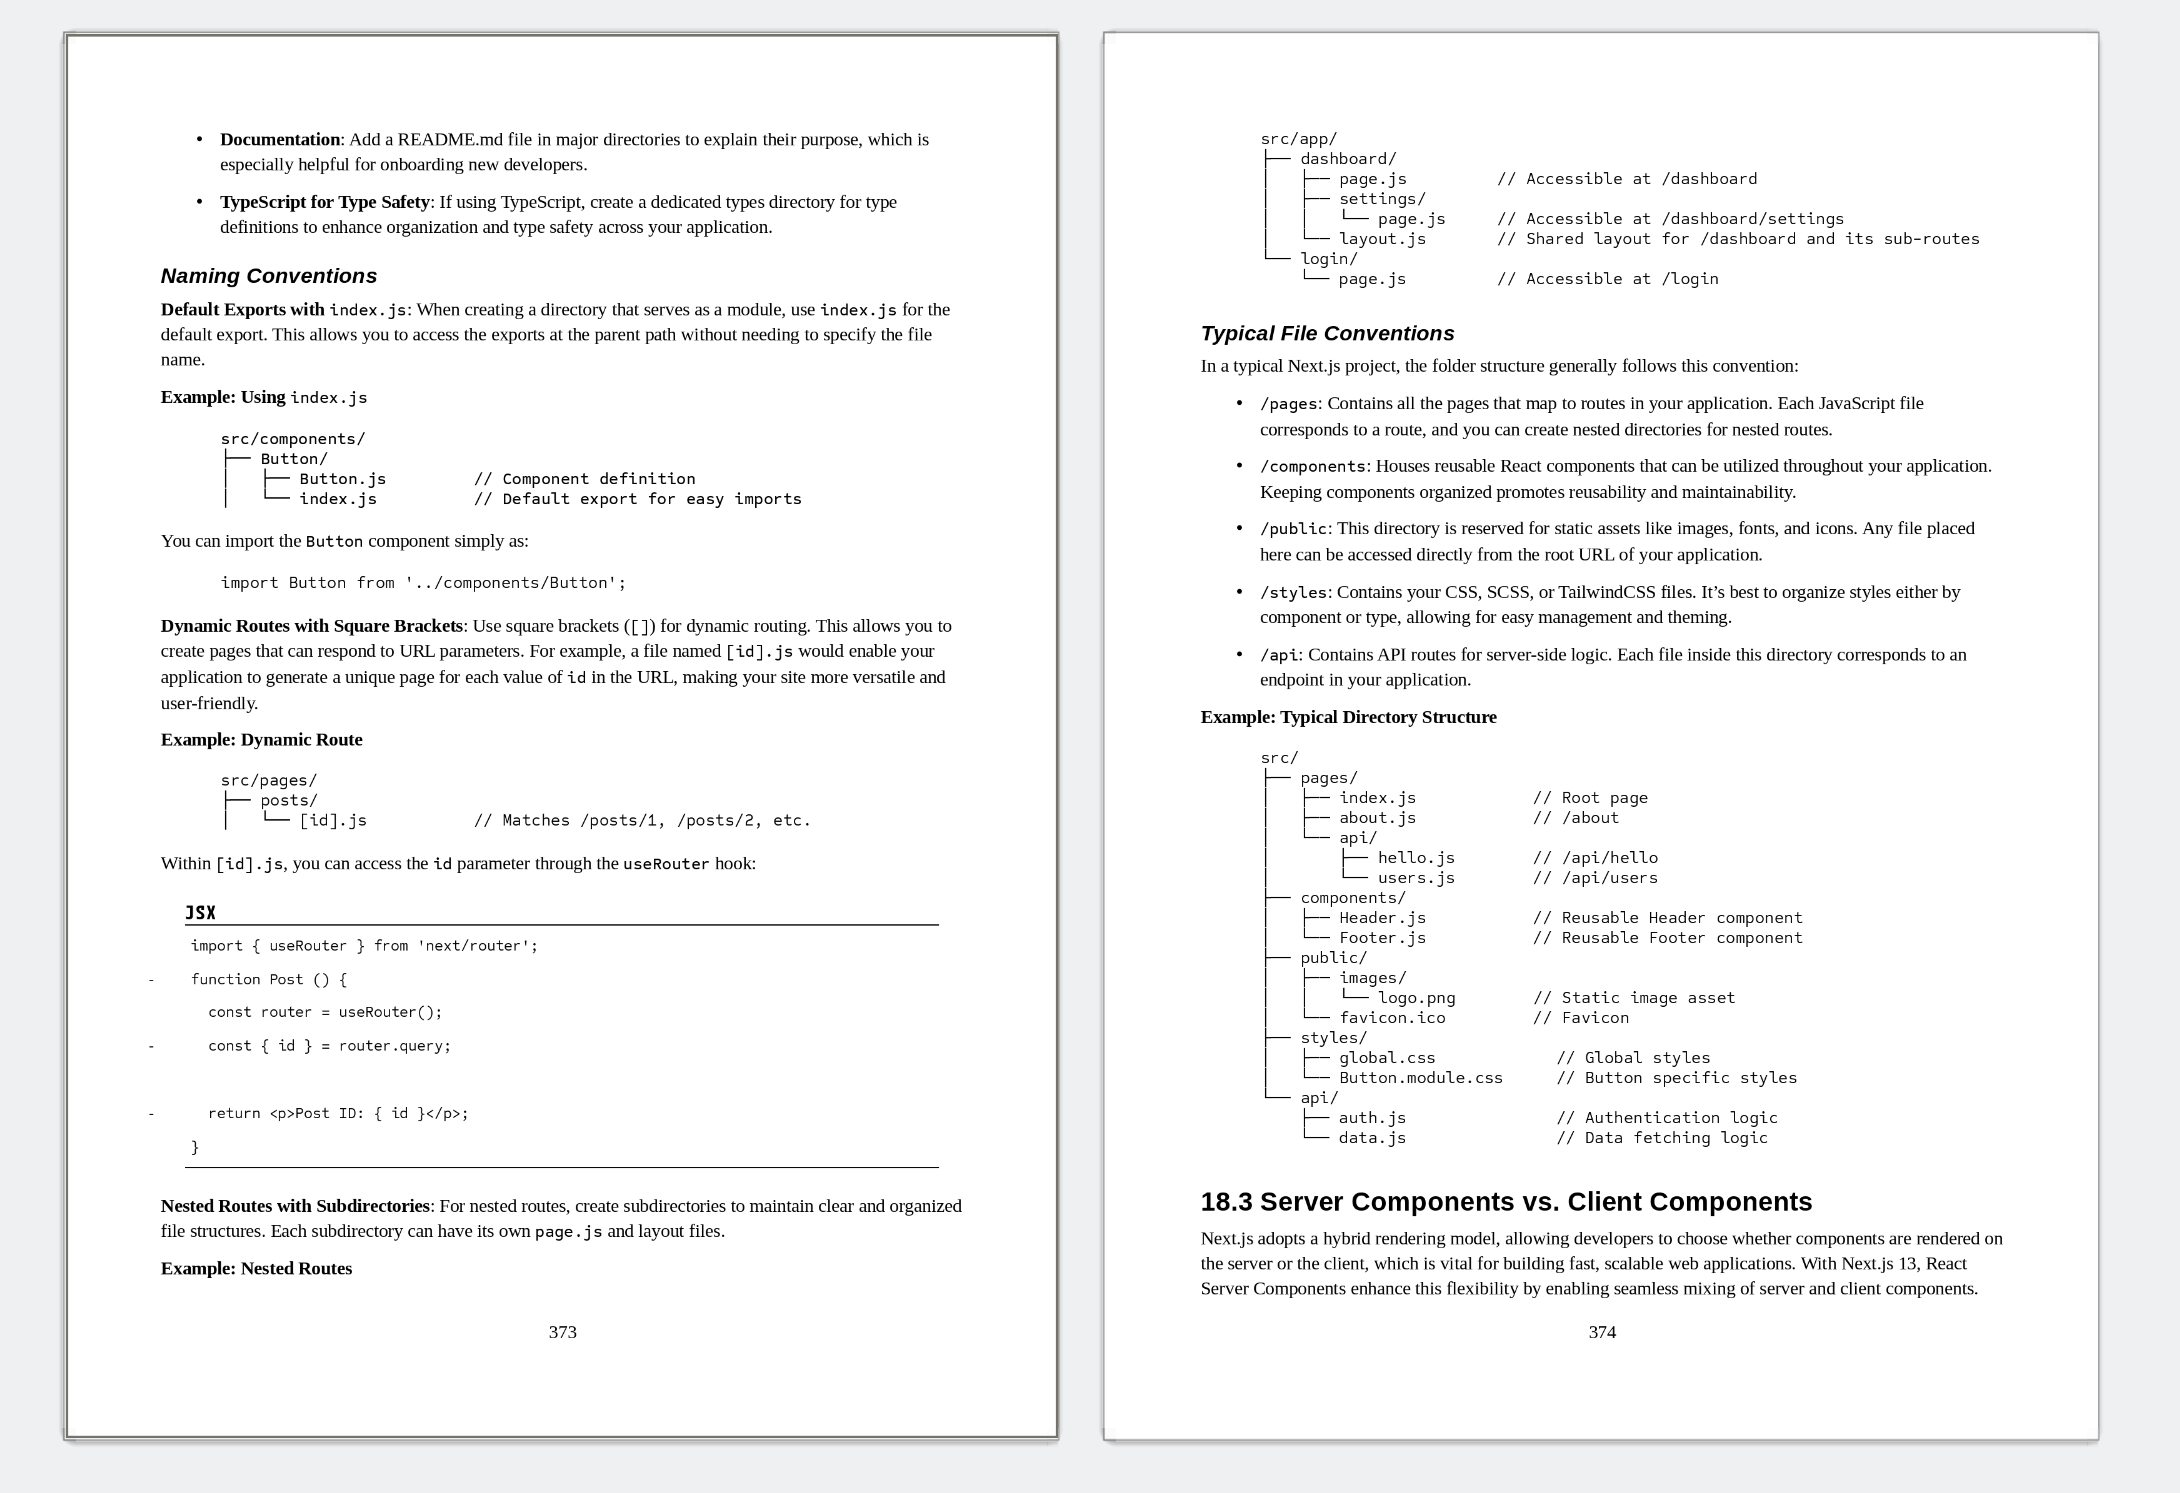 • Documentation: Add a README.md file in major directories to explain their purpose, which is
especially helpful for onboarding new developers.
• TypeScript for Type Safety: If using TypeScript, create a dedicated types directory for type
definitions to enhance organization and type safety across your application.
Naming Conventions
Default Exports with index.js: When creating a directory that serves as a module, use index.js for the
default export. This allows you to access the exports at the parent path without needing to specify the file
name.
Example: Using index.js
src/components/
├── Button/
│   ├── Button.js         // Component definition
│   └── index.js          // Default export for easy imports
You can import the Button component simply as:
import Button from '../components/Button';
Dynamic Routes with Square Brackets: Use square brackets ([]) for dynamic routing. This allows you to
create pages that can respond to URL parameters. For example, a file named [id].js would enable your
application to generate a unique page for each value of id in the URL, making your site more versatile and
user-friendly.
Example: Dynamic Route
src/pages/
├── posts/
│   └── [id].js           // Matches /posts/1, /posts/2, etc.
Within [id].js, you can access the id parameter through the useRouter hook:
JSX
import { useRouter } from 'next/router';
- function Post () {
const router = useRouter();
- const { id } = router.query;
- return <p>Post ID: { id }</p>;
}
Nested Routes with Subdirectories: For nested routes, create subdirectories to maintain clear and organized
file structures. Each subdirectory can have its own page.js and layout files.
Example: Nested Routes
373
src/app/
├── dashboard/
│   ├── page.js         // Accessible at /dashboard
│   ├── settings/
│   │   └── page.js     // Accessible at /dashboard/settings
│   └── layout.js       // Shared layout for /dashboard and its sub-routes
└── login/
    └── page.js         // Accessible at /login
Typical File Conventions
In a typical Next.js project, the folder structure generally follows this convention:
• /pages: Contains all the pages that map to routes in your application. Each JavaScript file
corresponds to a route, and you can create nested directories for nested routes.
• /components: Houses reusable React components that can be utilized throughout your application.
Keeping components organized promotes reusability and maintainability.
• /public: This directory is reserved for static assets like images, fonts, and icons. Any file placed
here can be accessed directly from the root URL of your application.
• /styles: Contains your CSS, SCSS, or TailwindCSS files. It’s best to organize styles either by
component or type, allowing for easy management and theming.
• /api: Contains API routes for server-side logic. Each file inside this directory corresponds to an
endpoint in your application.
Example: Typical Directory Structure
src/
├── pages/
│   ├── index.js            // Root page
│   ├── about.js            // /about
│   └── api/
│       ├── hello.js        // /api/hello
│       └── users.js        // /api/users
├── components/
│   ├── Header.js           // Reusable Header component
│   └── Footer.js           // Reusable Footer component
├── public/
│   ├── images/
│   │   └── logo.png        // Static image asset
│   └── favicon.ico         // Favicon
├── styles/
│   ├── global.css             // Global styles
│   └── Button.module.css      // Button specific styles
└── api/
    ├── auth.js                // Authentication logic
    └── data.js                // Data fetching logic
18.3 Server Components vs. Client Components
Next.js adopts a hybrid rendering model, allowing developers to choose whether components are rendered on
the server or the client, which is vital for building fast, scalable web applications. With Next.js 13, React
Server Components enhance this flexibility by enabling seamless mixing of server and client components.
374